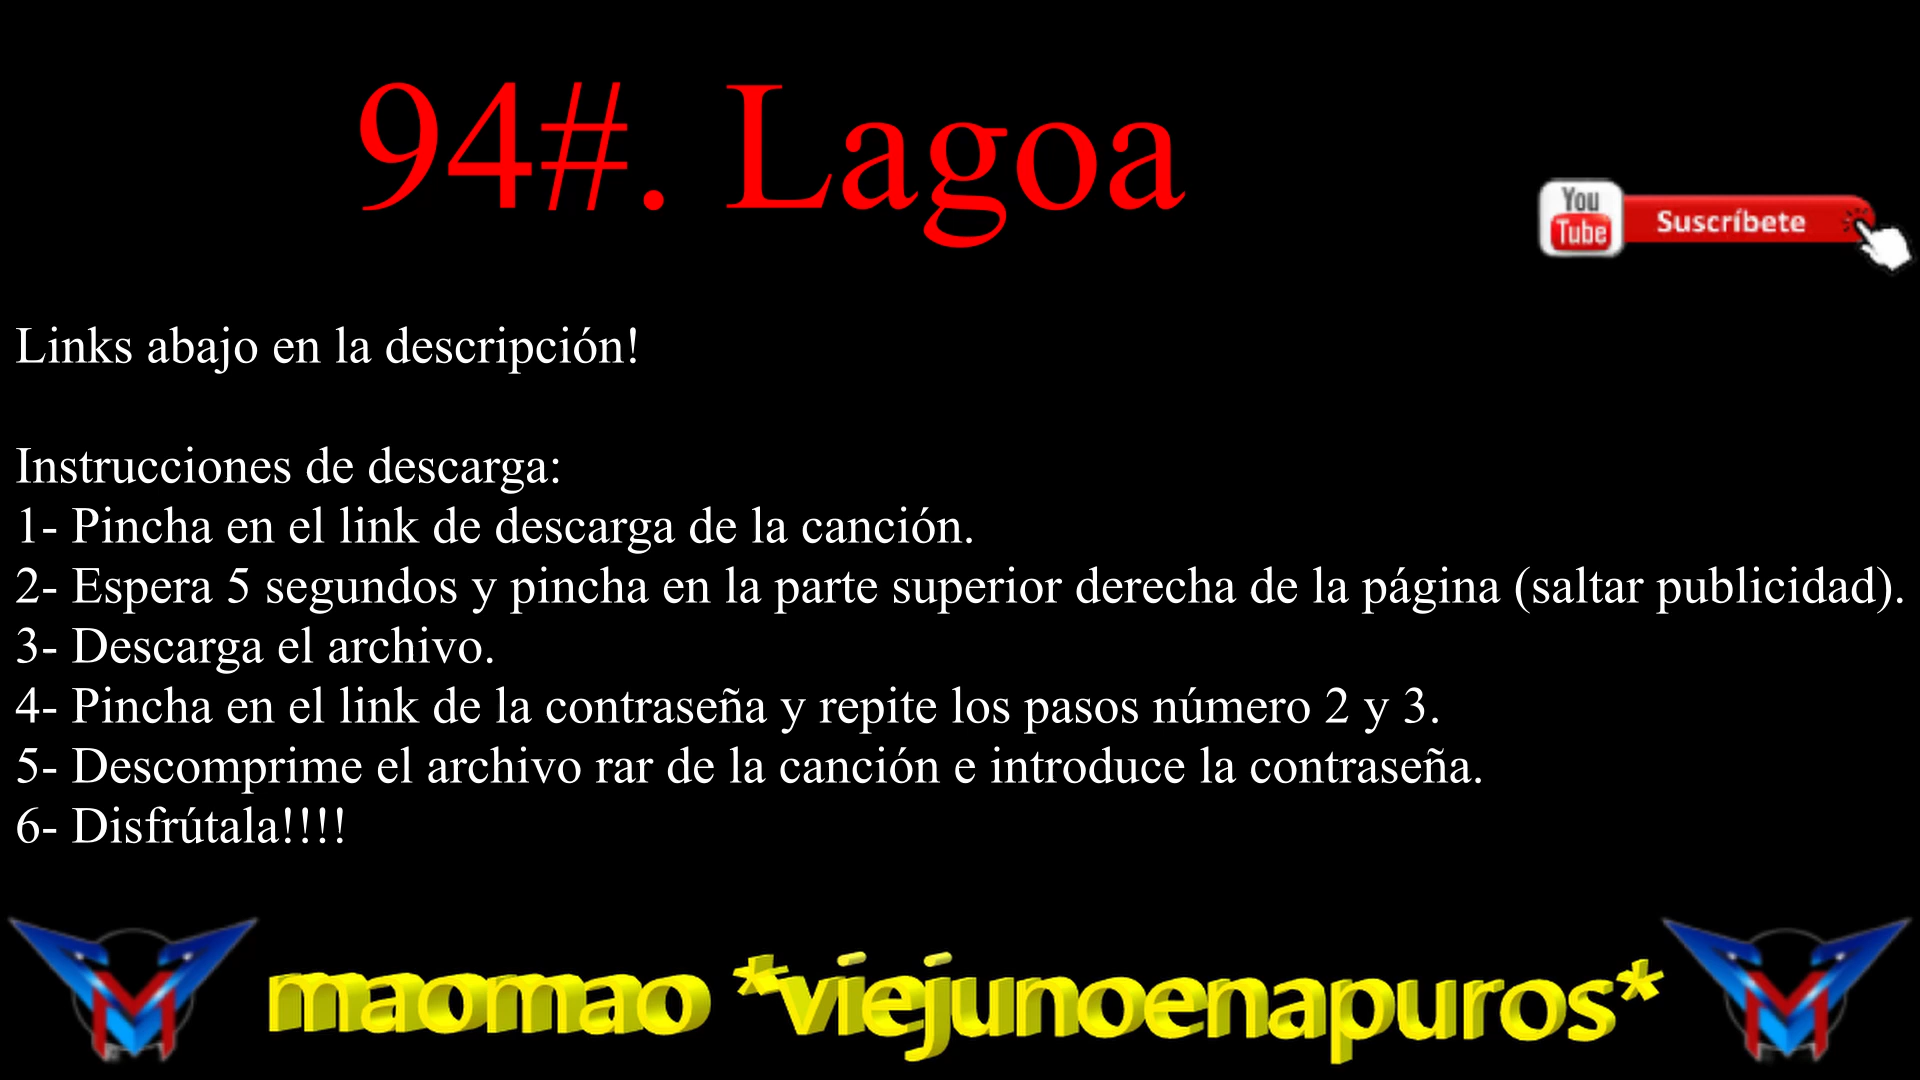 94#. Lagoa
You
Tube
Suscríbete
Links abajo en la descripción!
Instrucciones de descarga:
1- Pincha en el link de descarga de la canción.
2- Espera 5 segundos y pincha en la parte superior derecha de la página (saltar publicidad).
3- Descarga el archivo.
4- Pincha en el link de la contraseña y repite los pasos número 2 y 3.
5- Descomprime el archivo rar de la canción e introduce la contraseña.
6- Disfrútala!!!!
maomao *viejunoenapuros*